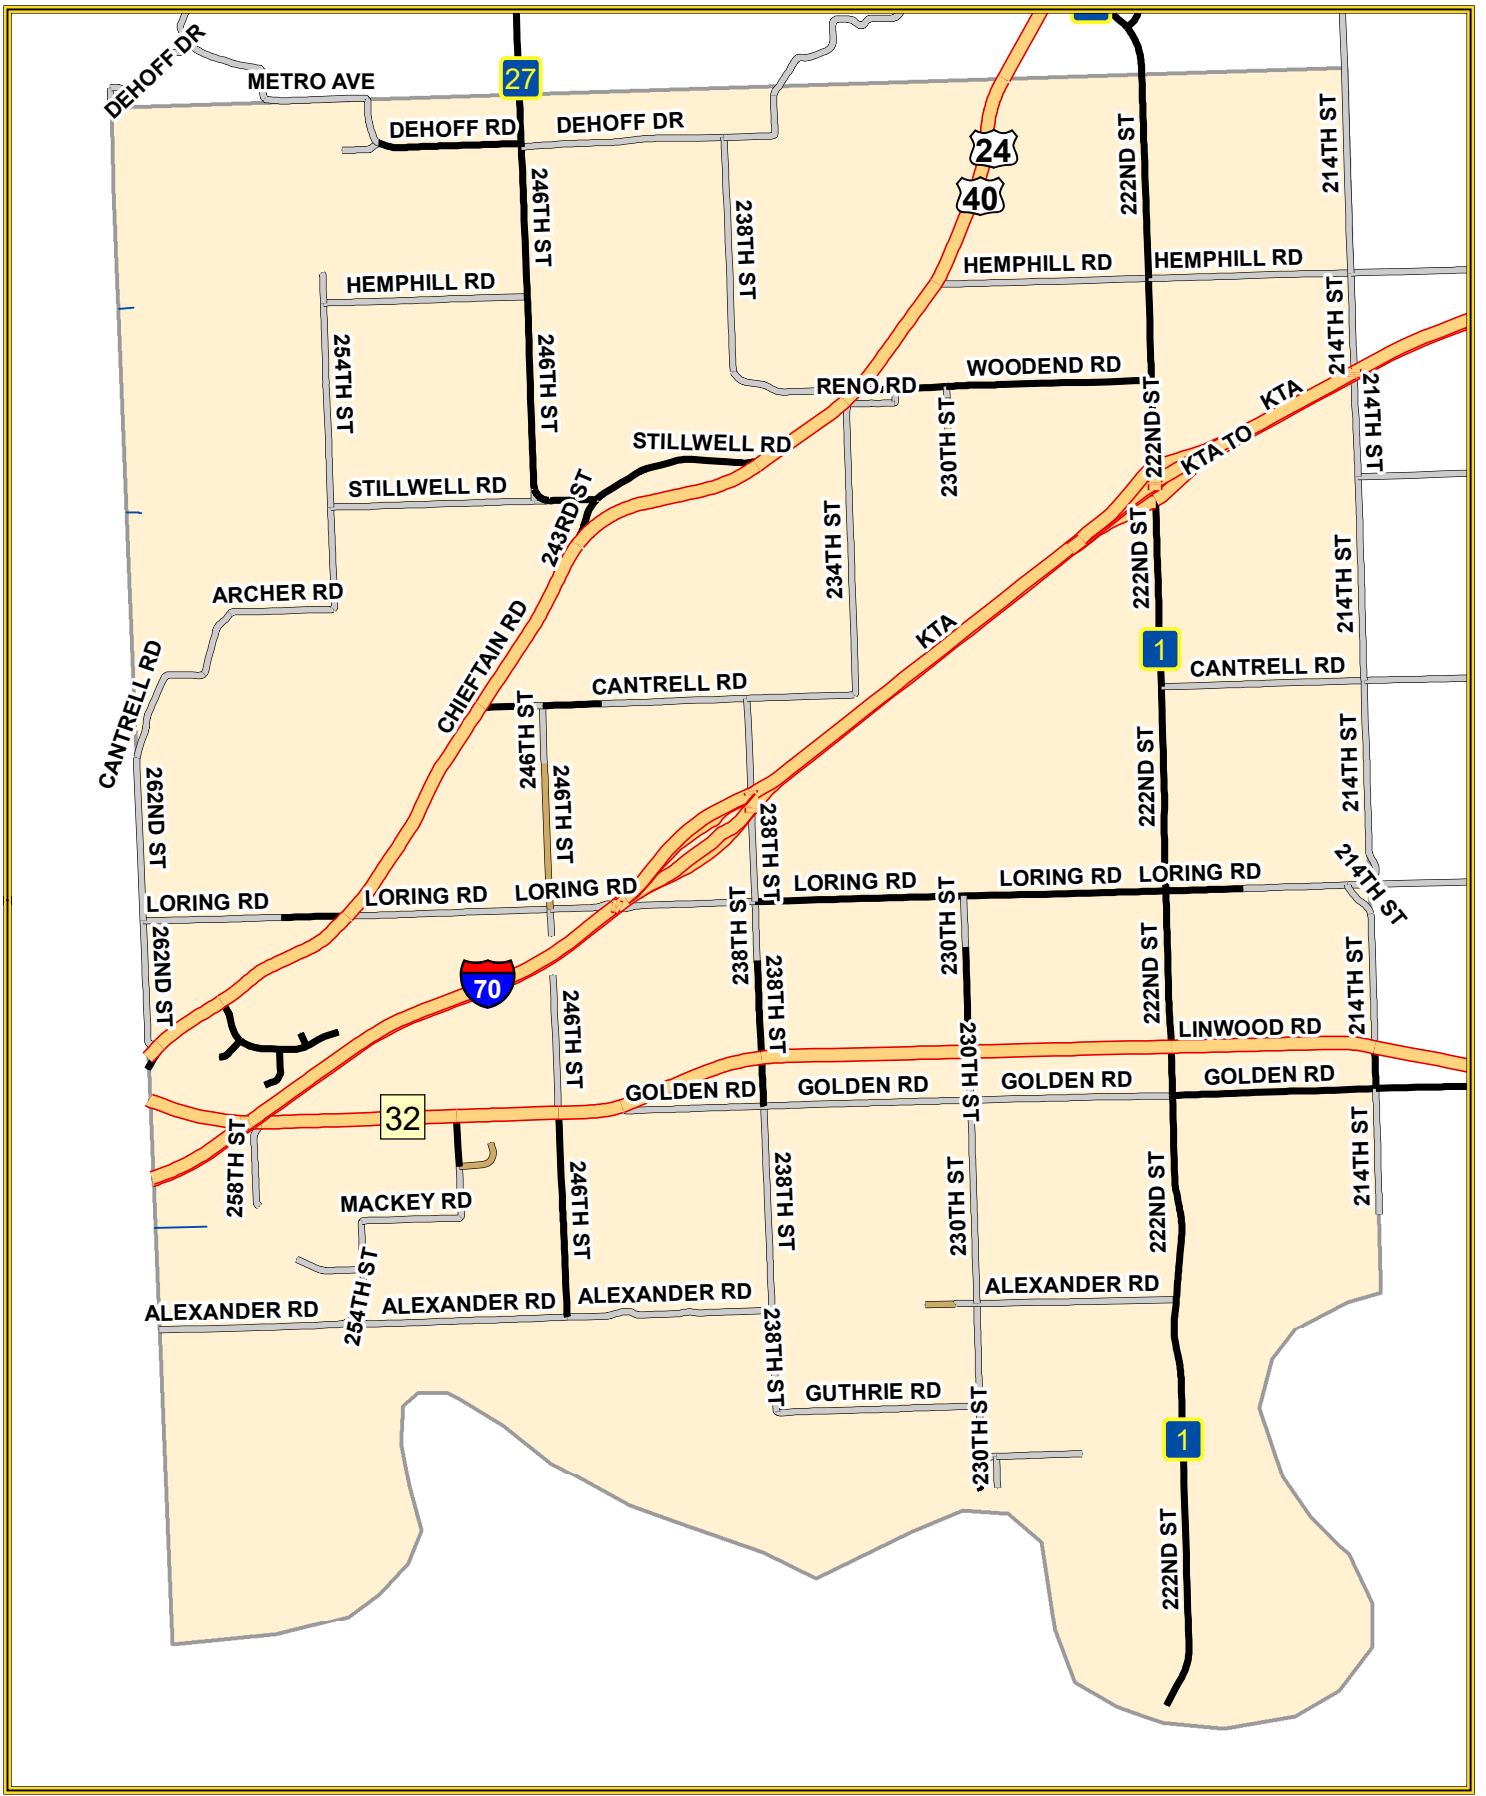 DEHOFF DR
METRO AVE
27
DEHOFF RD
DEHOFF DR
24
40
222ND ST
214TH ST
246TH ST
238TH ST
HEMPHILL RD
HEMPHILL RD
HEMPHILL RD
214TH ST
254TH ST
246TH ST
RENO RD
WOODEND RD
KTA
214TH ST
STILLWELL RD
230TH ST
222ND ST
KTA TO
STILLWELL RD
243RD ST
234TH ST
222ND ST
214TH ST
ARCHER RD
CHIEFTAIN RD
KTA
1
CANTRELL RD
CANTRELL RD
CANTRELL RD
246TH ST
222ND ST
214TH ST
262ND ST
246TH ST
238TH ST
LORING RD
LORING RD
LORING RD
LORING RD
LORING RD
LORING RD
214TH ST
262ND ST
238TH ST
230TH ST
222ND ST
214TH ST
70
246TH ST
238TH ST
230TH ST
LINWOOD RD
GOLDEN RD
GOLDEN RD
GOLDEN RD
GOLDEN RD
32
258TH ST
MACKEY RD
246TH ST
238TH ST
230TH ST
222ND ST
214TH ST
254TH ST
ALEXANDER RD
ALEXANDER RD
ALEXANDER RD
ALEXANDER RD
238TH ST
GUTHRIE RD
230TH ST
1
222ND ST